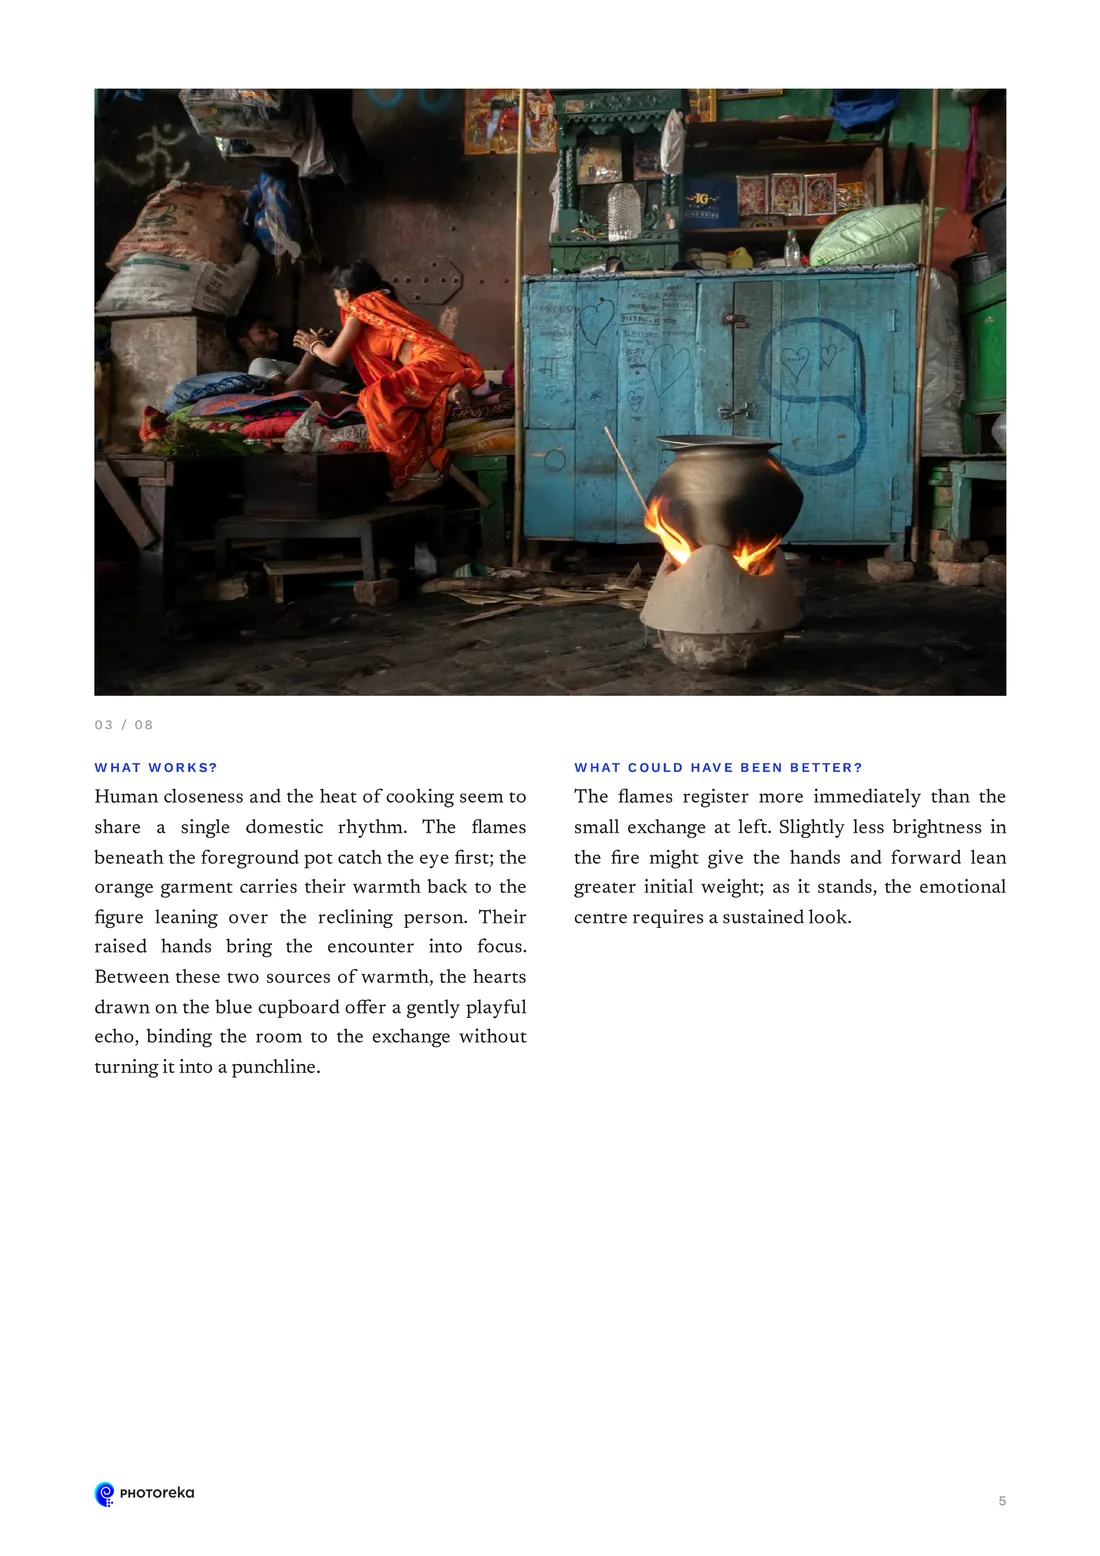 IG
03 / 08
WHAT WORKS?
Human closeness and the heat of cooking seem to
share a single domestic rhythm. The flames
beneath the foreground pot catch the eye first; the
orange garment carries their warmth back to the
figure leaning over the reclining person. Their
raised hands bring the encounter into focus.
Between these two sources of warmth, the hearts
drawn on the blue cupboard offer a gently playful
echo, binding the room to the exchange without
turning it into a punchline.
WHAT COULD HAVE BEEN BETTER?
The flames register more immediately than the
small exchange at left. Slightly less brightness in
the fire might give the hands and forward lean
greater initial weight; as it stands, the emotional
centre requires a sustained look.
PHOTOreka
5